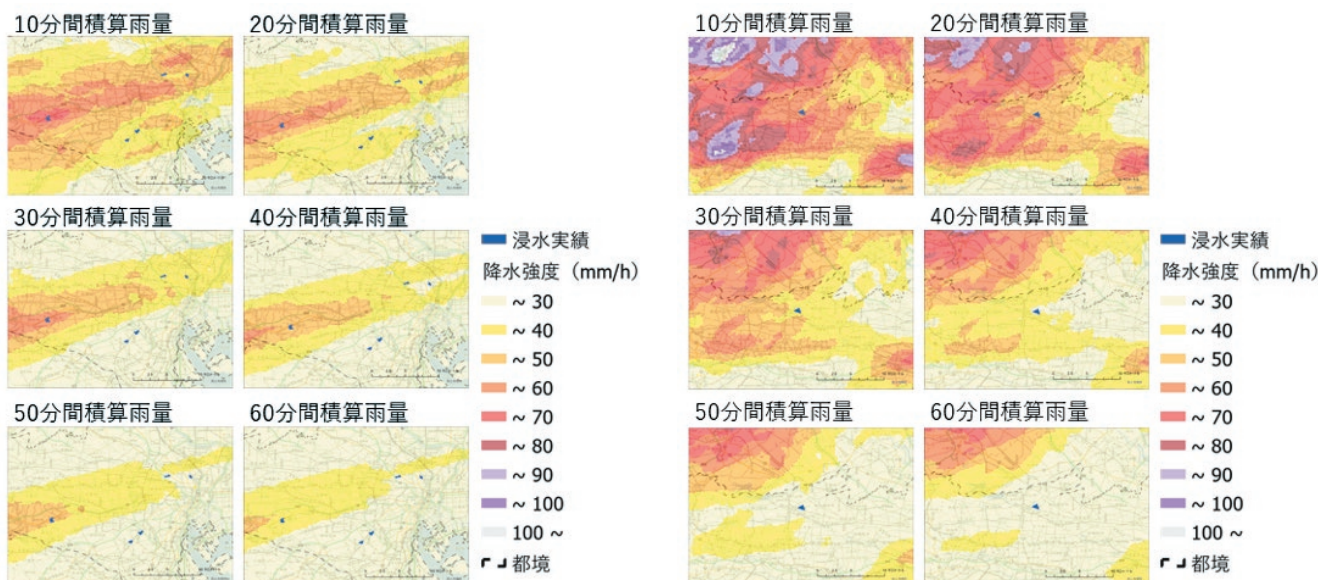 10分間積算雨量
20分間積算雨量
30分間積算雨量
40分間積算雨量
50分間積算雨量
60分間積算雨量
浸水実績
降水強度（mm/h）
~ 30
~ 40
~ 50
~ 60
~ 70
~ 80
~ 90
~ 100
100 ~
都境
10分間積算雨量
20分間積算雨量
30分間積算雨量
40分間積算雨量
50分間積算雨量
60分間積算雨量
浸水実績
降水強度（mm/h）
~ 30
~ 40
~ 50
~ 60
~ 70
~ 80
~ 90
~ 100
100 ~
都境